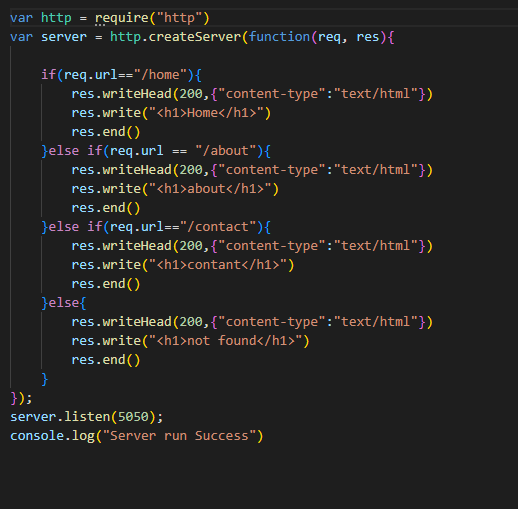 var http = require("http")
var server = http.createServer(function(req, res){
if(req.url=="/home"){
res.writeHead(200,{"content-type":"text/html"})
res.write("<h1>Home</h1>")
res.end()
}else if(req.url == "/about"){
res.writeHead(200,{"content-type":"text/html"})
res.write("<h1>about</h1>")
res.end()
}else if(req.url=="/contact"){
res.writeHead(200,{"content-type":"text/html"})
res.write("<h1>contant</h1>")
res.end()
}else{
res.writeHead(200,{"content-type":"text/html"})
res.write("<h1>not found</h1>")
res.end()
}
});
server.listen(5050);
console.log("Server run Success")